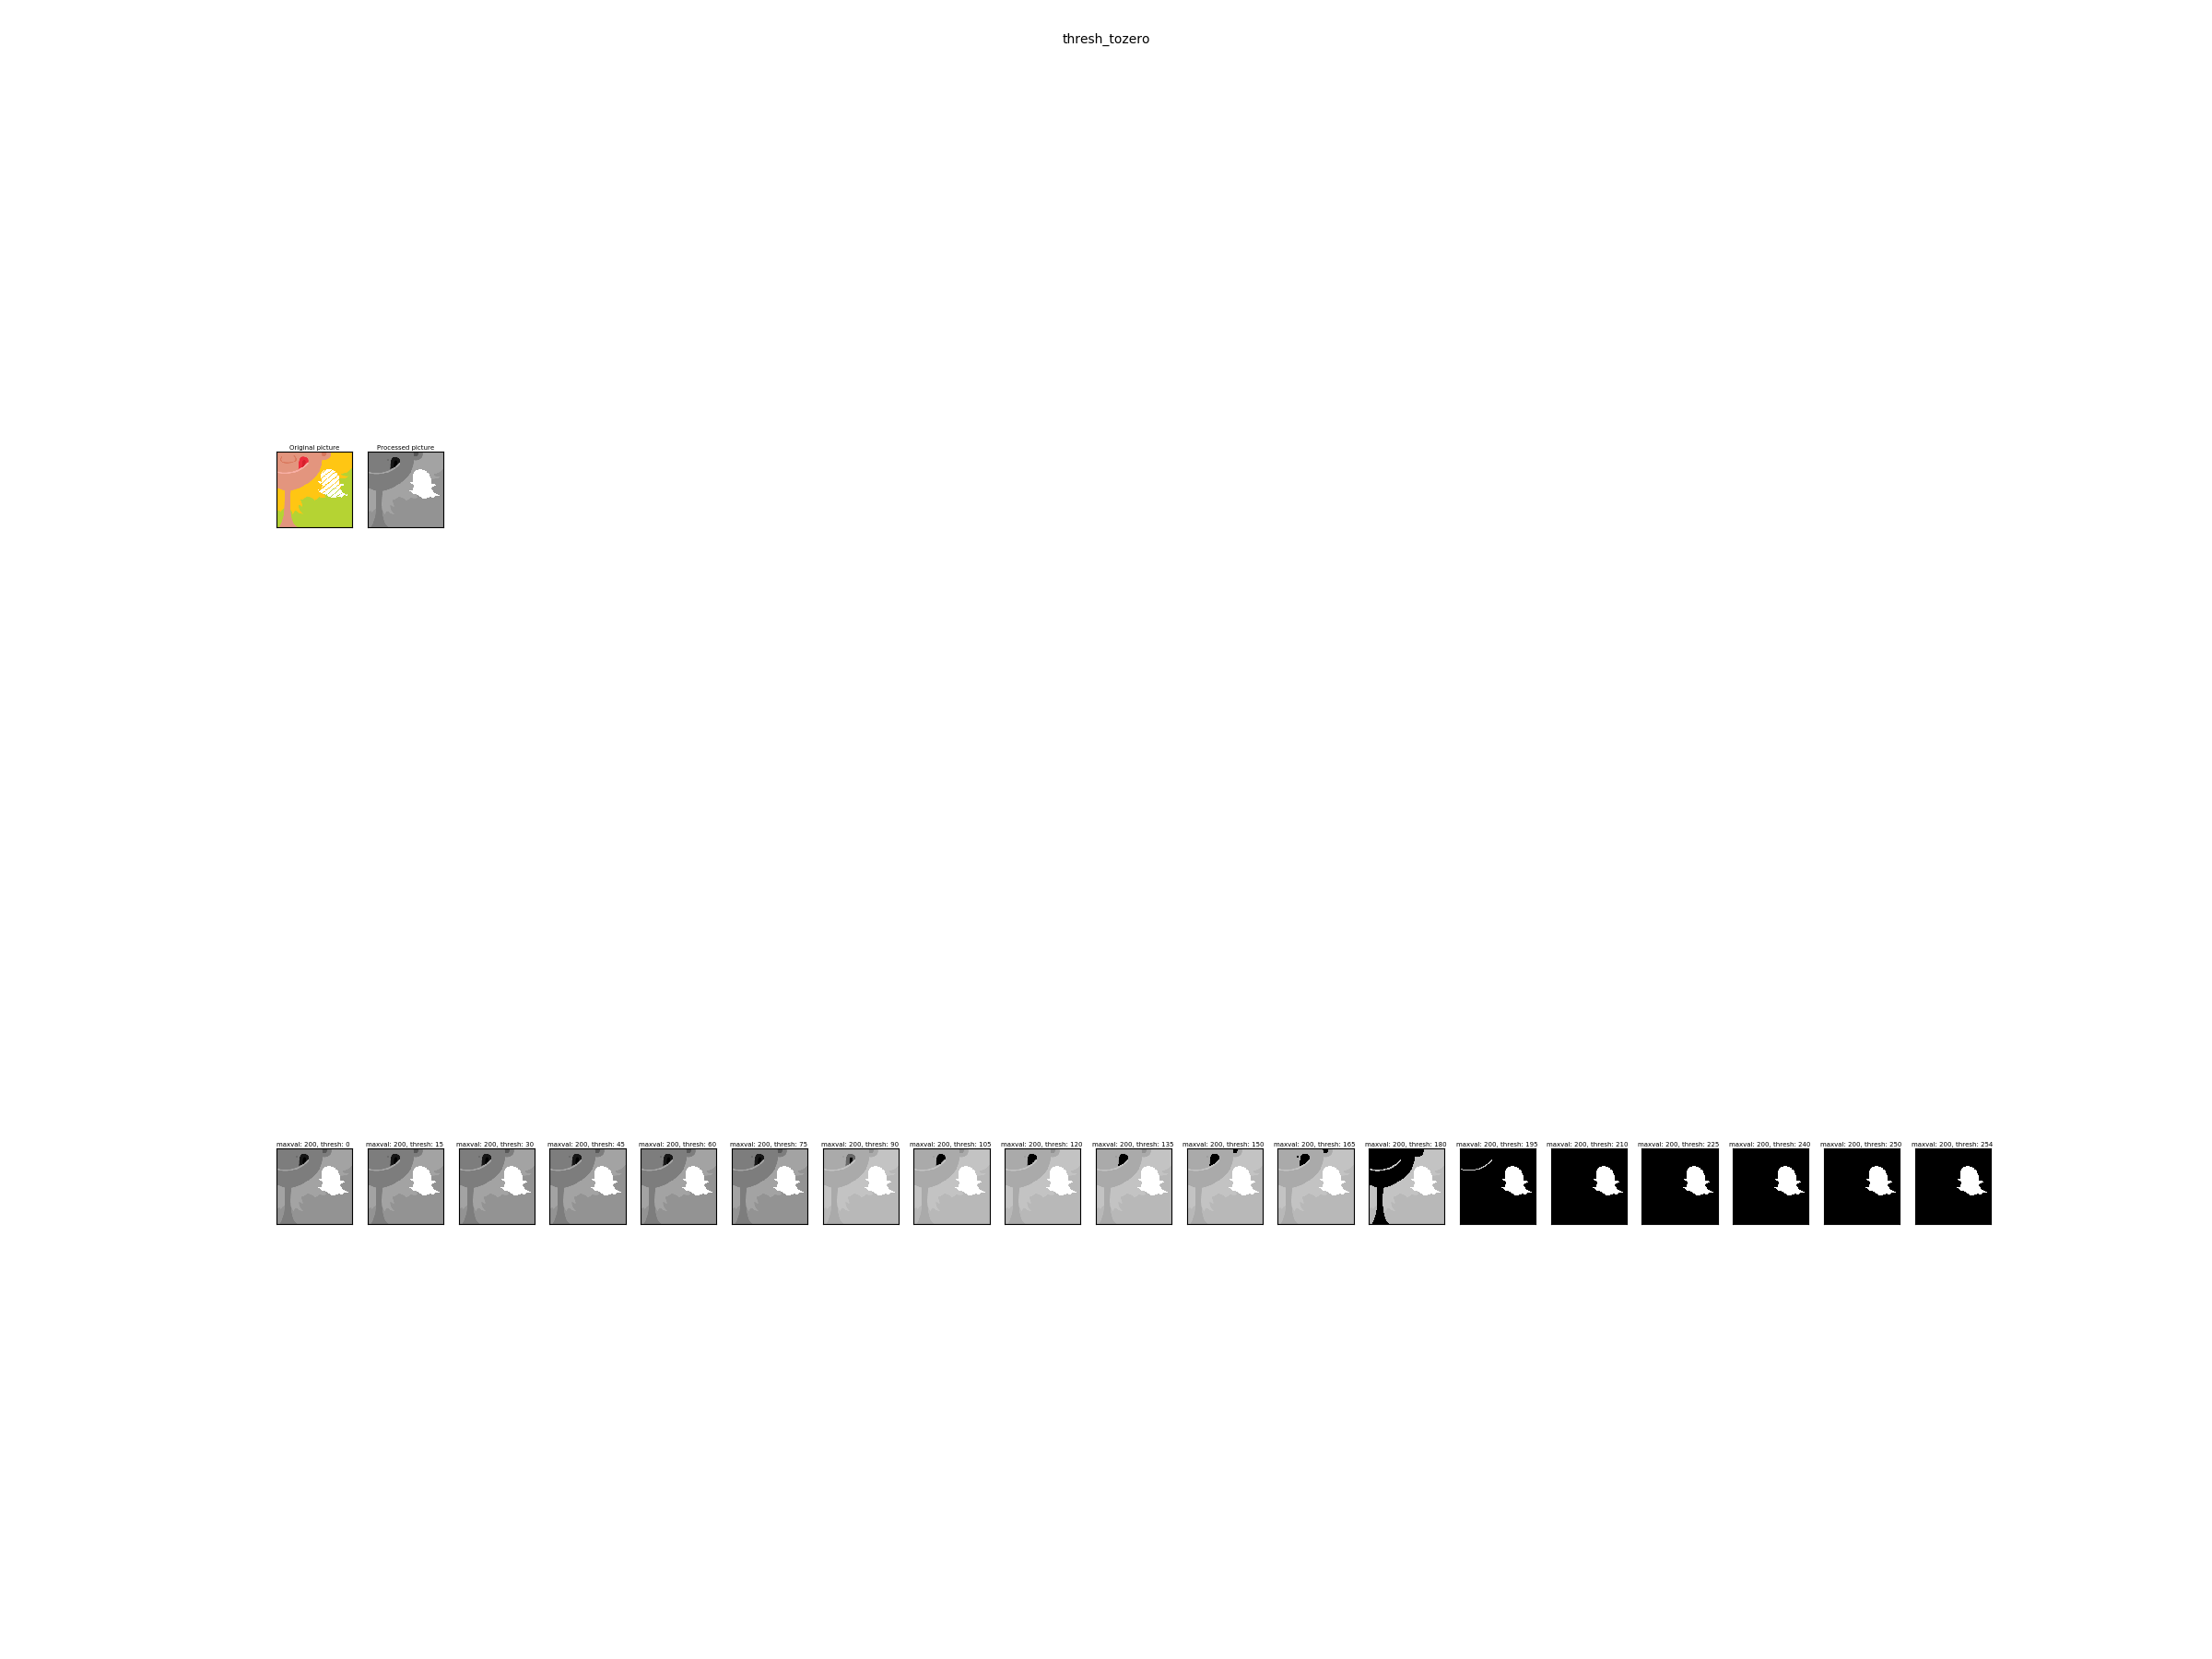 thresh_tozero
Original picture
Processed picture
maxval: 200, thresh: 0
maxval: 200, thresh: 15
maxval: 200, thresh: 30
maxval: 200, thresh: 45
maxval: 200, thresh: 60
maxval: 200, thresh: 75
maxval: 200, thresh: 90
maxval: 200, thresh: 105
maxval: 200, thresh: 120
maxval: 200, thresh: 135
maxval: 200, thresh: 150
maxval: 200, thresh: 165
maxval: 200, thresh: 180
maxval: 200, thresh: 195
maxval: 200, thresh: 210
maxval: 200, thresh: 225
maxval: 200, thresh: 240
maxval: 200, thresh: 250
maxval: 200, thresh: 254